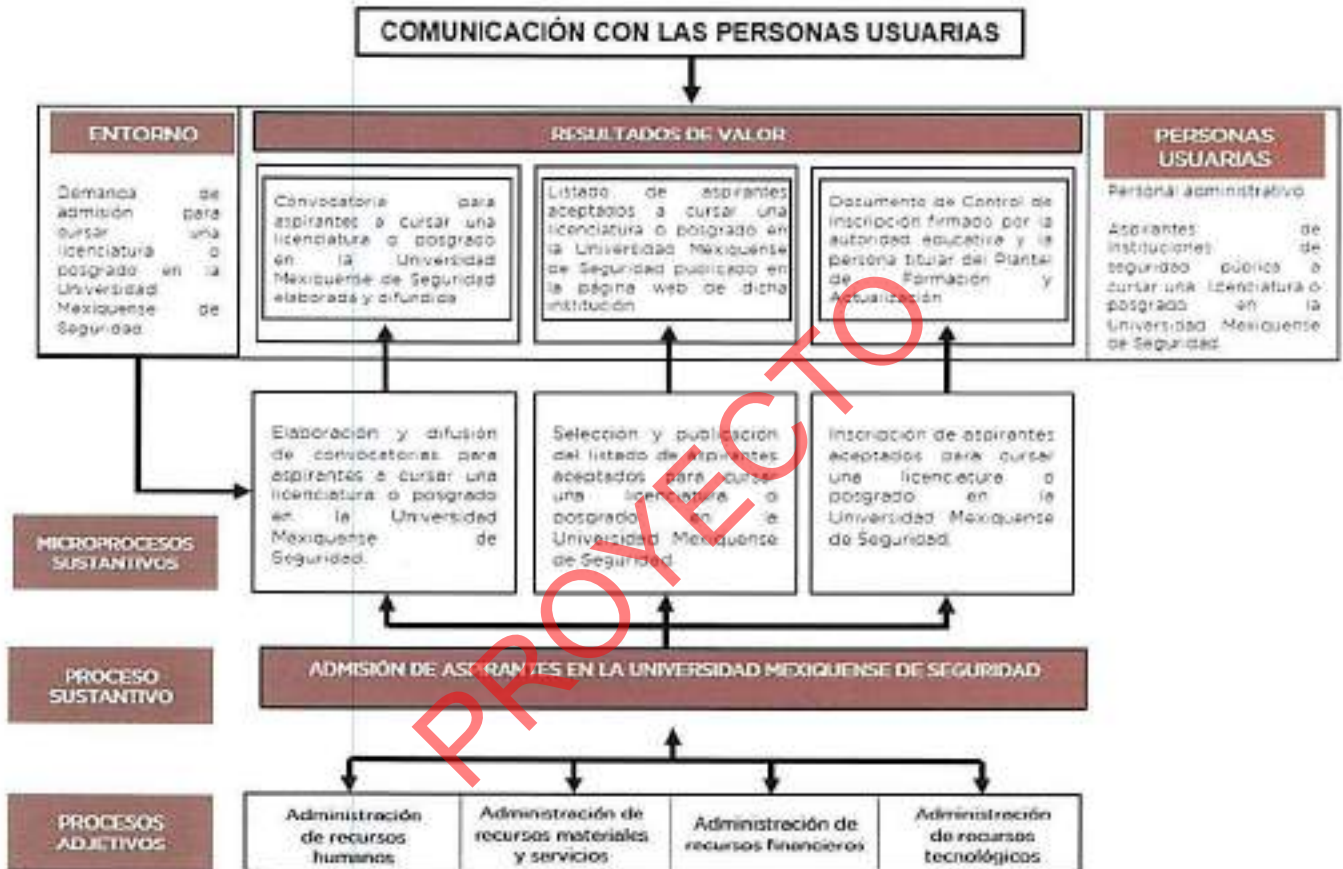 COMUNICACIÓN CON LAS PERSONAS USUARIAS
ENTORNO
Demanda de
admisión para
cursar una
licenciatura o
posgrado en la
Universidad
Mexiquense de
Seguridad.
RESULTADOS DE VALOR
Convocatoria para
aspirantes a cursar una
licenciatura o posgrado
en la Universidad
Mexiquense de Seguridad
elaborada y difundida
Listado de aspirantes
aceptados a cursar una
licenciatura o posgrado en
la Universidad Mexiquense
de Seguridad publicado en
la página web de dicha
institución
Documento de Control de
Inscripción firmado por la
autoridad educativa y la
persona titular del Plantel
de Formación y
Actualización
PERSONAS
USUARIAS
Personal administrativo
Aspirantes de
instituciones de
seguridad pública a
cursar una licenciatura o
posgrado en la
Universidad Mexiquense
de Seguridad.
MICROPROCESOS
SUSTANTIVOS
Elaboración y difusión
de convocatorias para
aspirantes a cursar una
licenciatura o posgrado
en la Universidad
Mexiquense de
Seguridad.
Selección y publicación
del listado de aspirantes
aceptados para cursar
una licenciatura o
posgrado en la
Universidad Mexiquense
de Seguridad.
Inscripción de aspirantes
aceptados para cursar
una licenciatura o
posgrado en la
Universidad Mexiquense
de Seguridad.
PROCESO
SUSTANTIVO
ADMISIÓN DE ASPIRANTES EN LA UNIVERSIDAD MEXIQUENSE DE SEGURIDAD
PROCESOS
ADJETIVOS
Administración
de recursos
humanos
Administración de
recursos materiales
y servicios
Administración de
recursos financieros
Administración
de recursos
tecnológicos
PROYECTO